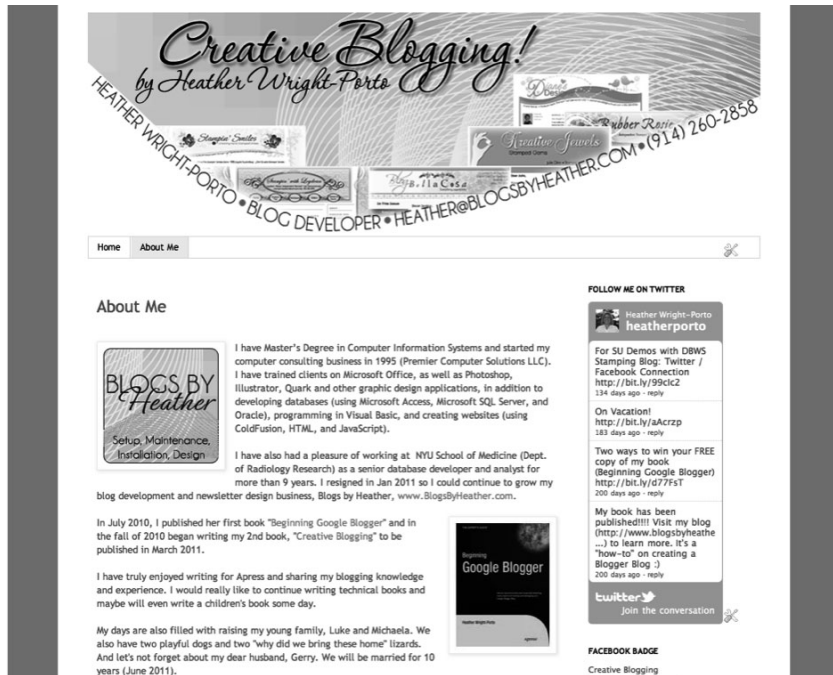 Creative Blogging!
by Heather Wright-Porto
HEATHER WRIGHT-PORTO • BLOG DEVELOPER • HEATHER@BLOGSBYHEATHER.COM • (914) 260-2858
Stampin' Smiles
Kreative Jewels
Rubber Rosie
BellaCosa
Home
About Me
About Me
BLOGS BY
Heather
Setup, Maintenance,
Installation, Design
I have Master's Degree in Computer Information Systems and started my
computer consulting business in 1995 (Premier Computer Solutions LLC).
I have trained clients on Microsoft Office, as well as Photoshop,
Illustrator, Quark and other graphic design applications, in addition to
developing databases (using Microsoft Access, Microsoft SQL Server, and
Oracle), programming in Visual Basic, and creating websites (using
ColdFusion, HTML, and JavaScript).
I have also had a pleasure of working at NYU School of Medicine (Dept.
of Radiology Research) as a senior database developer and analyst for
more than 9 years. I resigned in Jan 2011 so I could continue to grow my
blog development and newsletter design business, Blogs by Heather, www.BlogsByHeather.com.
In July 2010, I published her first book "Beginning Google Blogger" and in
the fall of 2010 began writing my 2nd book, "Creative Blogging" to be
published in March 2011.
I have truly enjoyed writing for Apress and sharing my blogging knowledge
and experience. I would really like to continue writing technical books and
maybe will even write a children's book some day.
My days are also filled with raising my young family, Luke and Michaela. We
also have two playful dogs and two "why did we bring these home" lizards.
And let's not forget about my dear husband, Gerry. We will be married for 10
years (June 2011).
Beginning
Google Blogger
Heather Wright Porto
FOLLOW ME ON TWITTER
Heather Wright-Porto
heatherporto
For SU Demos with DBWS
Stamping Blog: Twitter /
Facebook Connection
http://bit.ly/99clc2
134 days ago · reply
On Vacation!
http://bit.ly/aAcrzp
183 days ago · reply
Two ways to win your FREE
copy of my book
(Beginning Google Blogger)
http://bit.ly/d77FsT
200 days ago · reply
My book has been
published!!!! Visit my blog
(http://www.blogsbyheathe
...) to learn more. It's a
"how-to" on creating a
Blogger Blog :)
200 days ago · reply
twitter
Join the conversation
FACEBOOK BADGE
Creative Blogging